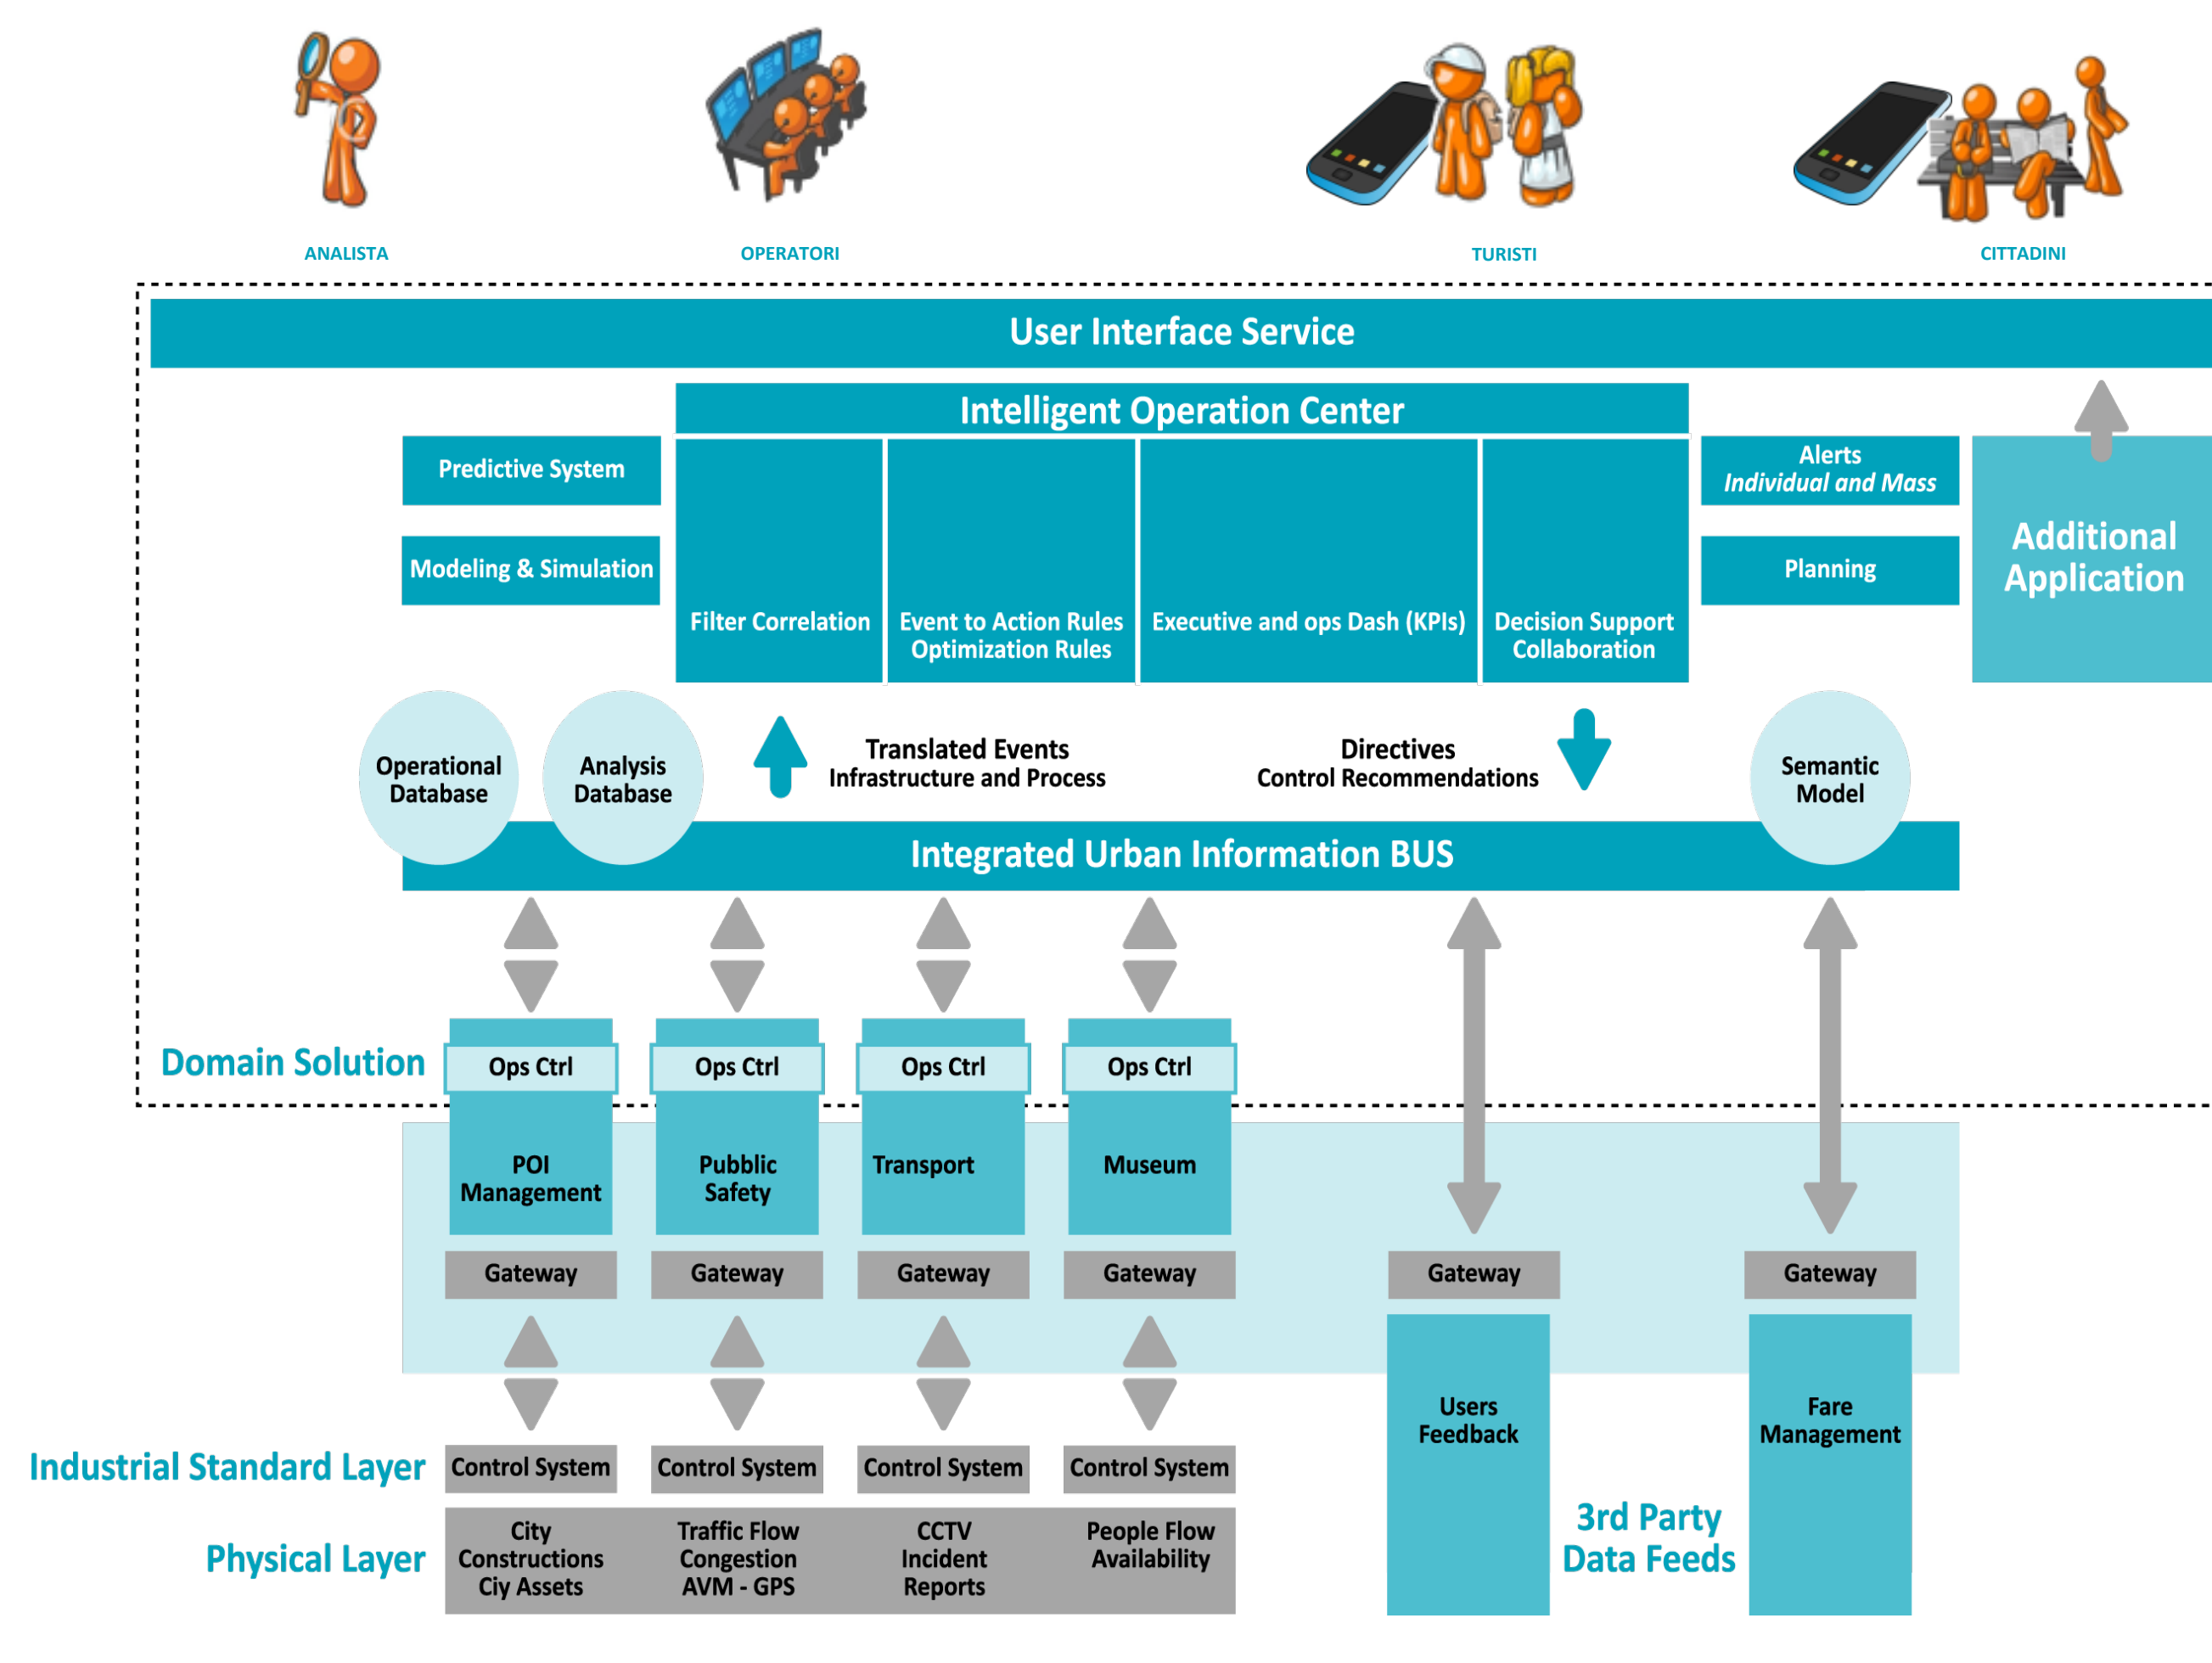 ANALISTA
OPERATORI
TURISTI
CITTADINI
User Interface Service
Intelligent Operation Center
Predictive System
Modeling & Simulation
Filter Correlation
Event to Action Rules
Optimization Rules
Executive and ops Dash (KPIs)
Decision Support
Collaboration
Alerts
Individual and Mass
Planning
Additional
Application
Operational
Database
Analysis
Database
Translated Events
Infrastructure and Process
Directives
Control Recommendations
Semantic
Model
Integrated Urban Information BUS
Domain Solution
Ops Ctrl
Ops Ctrl
Ops Ctrl
Ops Ctrl
POI
Management
Pubblic
Safety
Transport
Museum
Gateway
Gateway
Gateway
Gateway
Gateway
Gateway
Users
Feedback
Fare
Management
Industrial Standard Layer
Control System
Control System
Control System
Control System
Physical Layer
City
Constructions
Ciy Assets
Traffic Flow
Congestion
AVM - GPS
CCTV
Incident
Reports
People Flow
Availability
3rd Party
Data Feeds